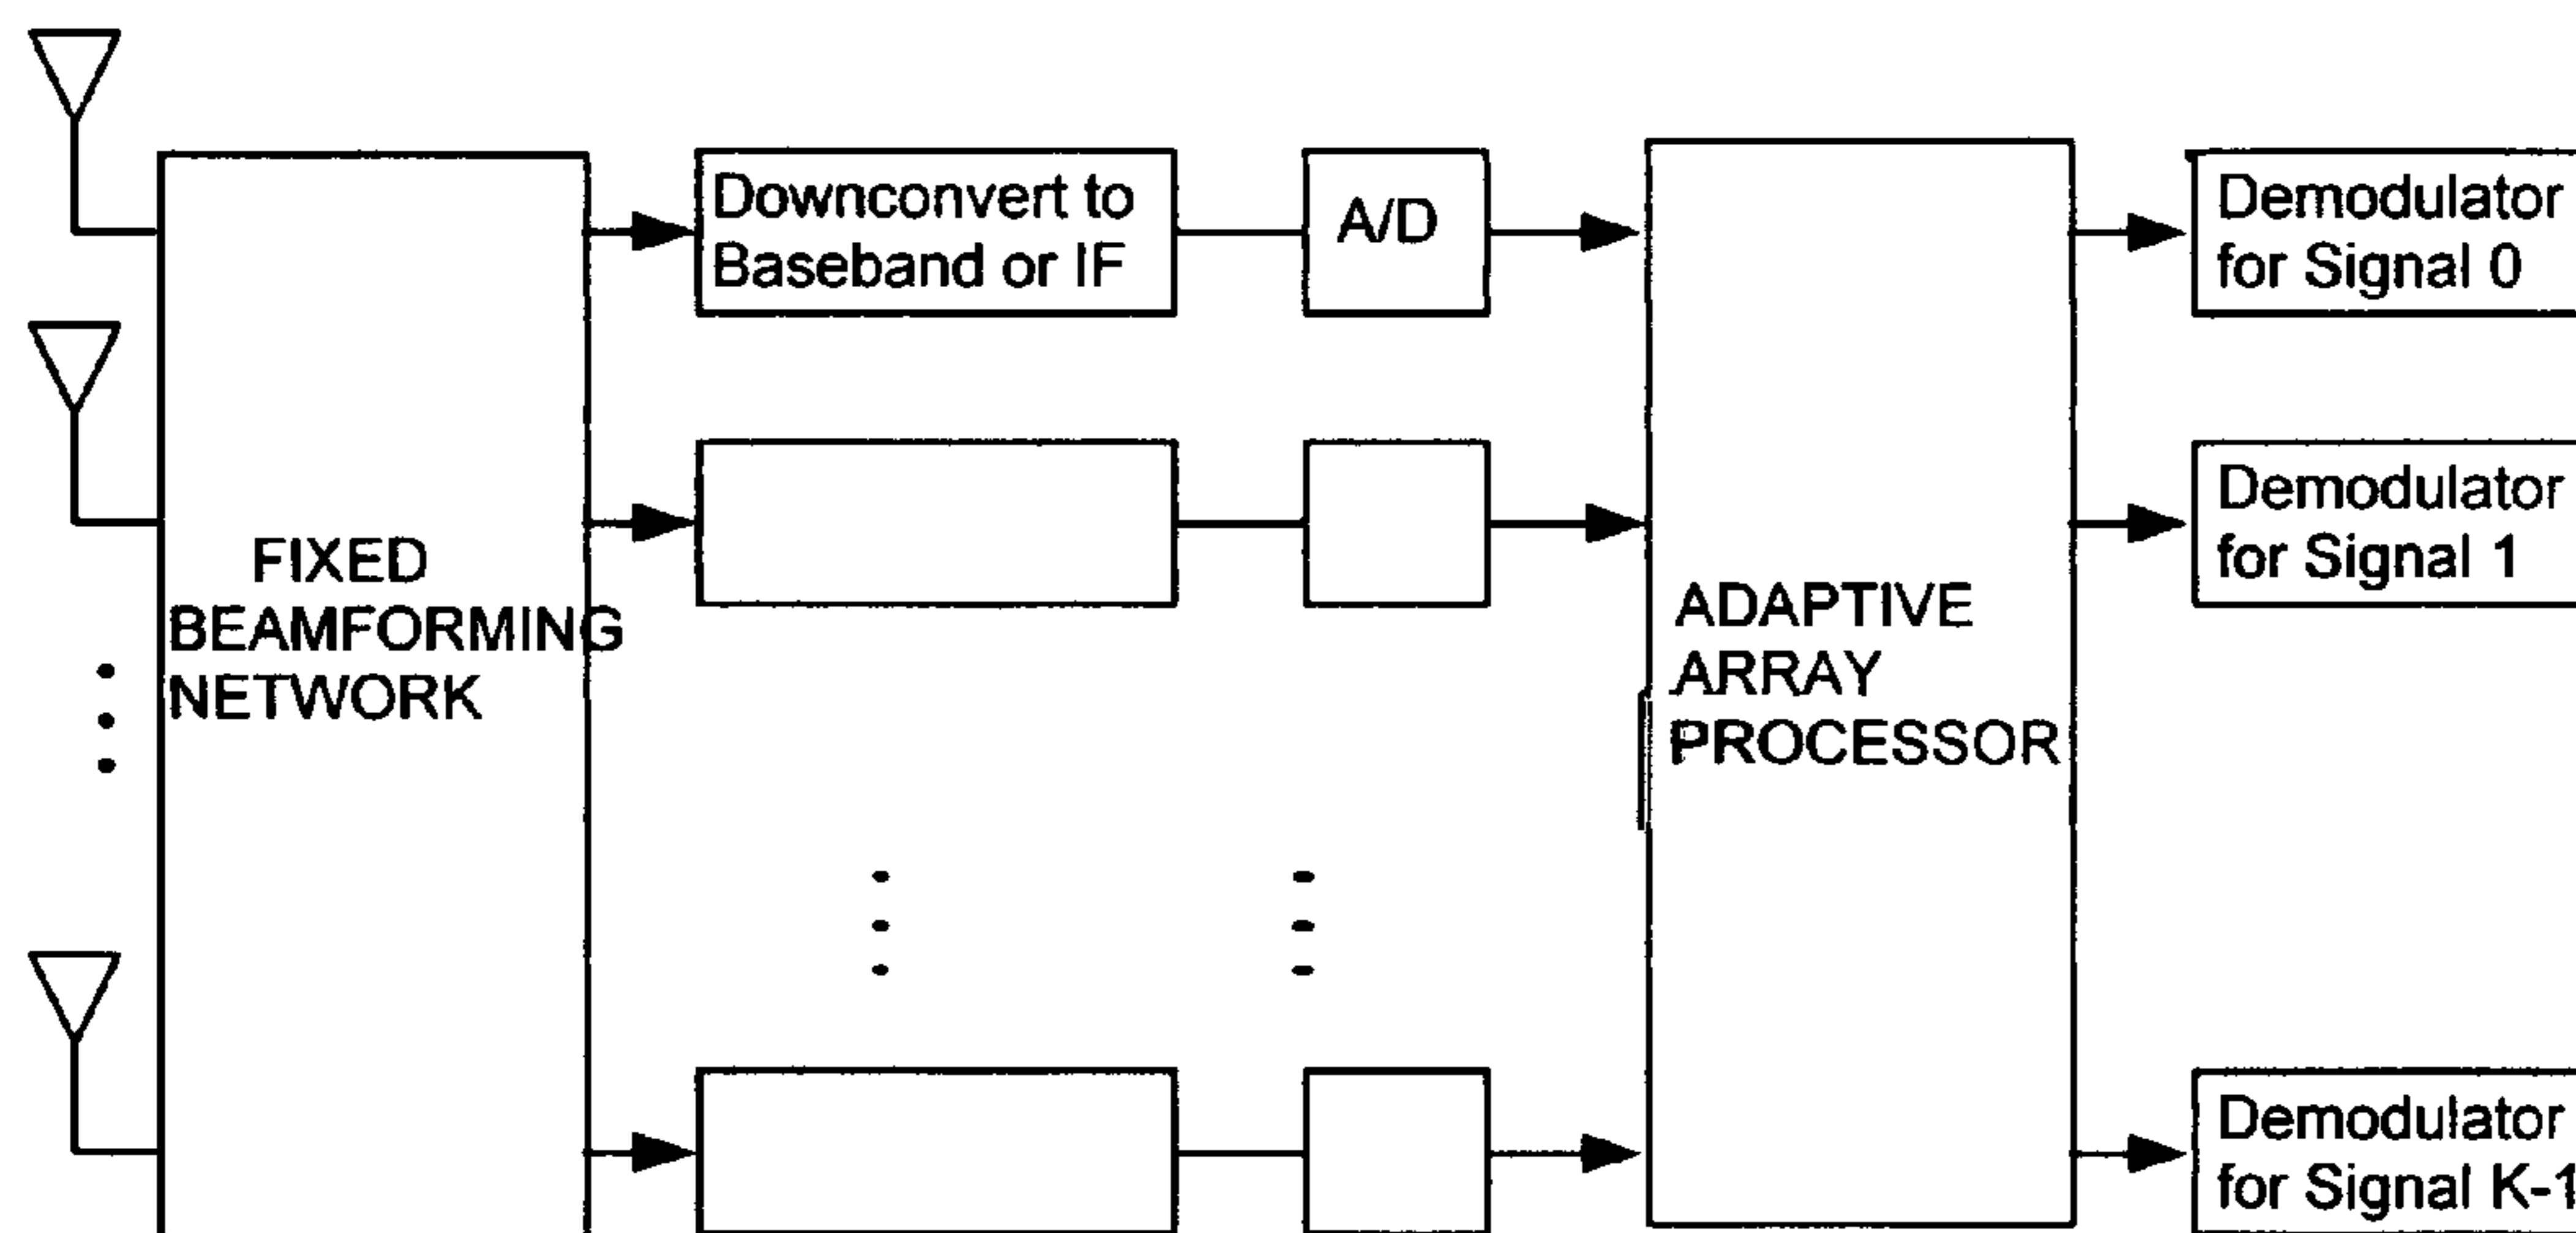 Downconvert to
Baseband or IF
A/D
Demodulator
for Signal 0
FIXED
BEAMFORMING
NETWORK
Demodulator
for Signal 1
ADAPTIVE
ARRAY
PROCESSOR
Demodulator
for Signal K-1